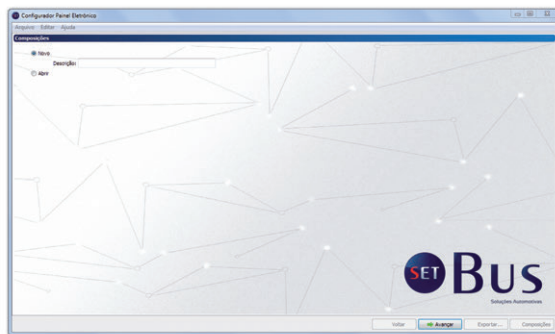 Configurador Painel Eletrônico
Arquivo Editar Ajuda
Composições
Novo
Descrição:
Abrir
SET Bus
Soluções Automotivas
Voltar Avançar Exportar... Composições